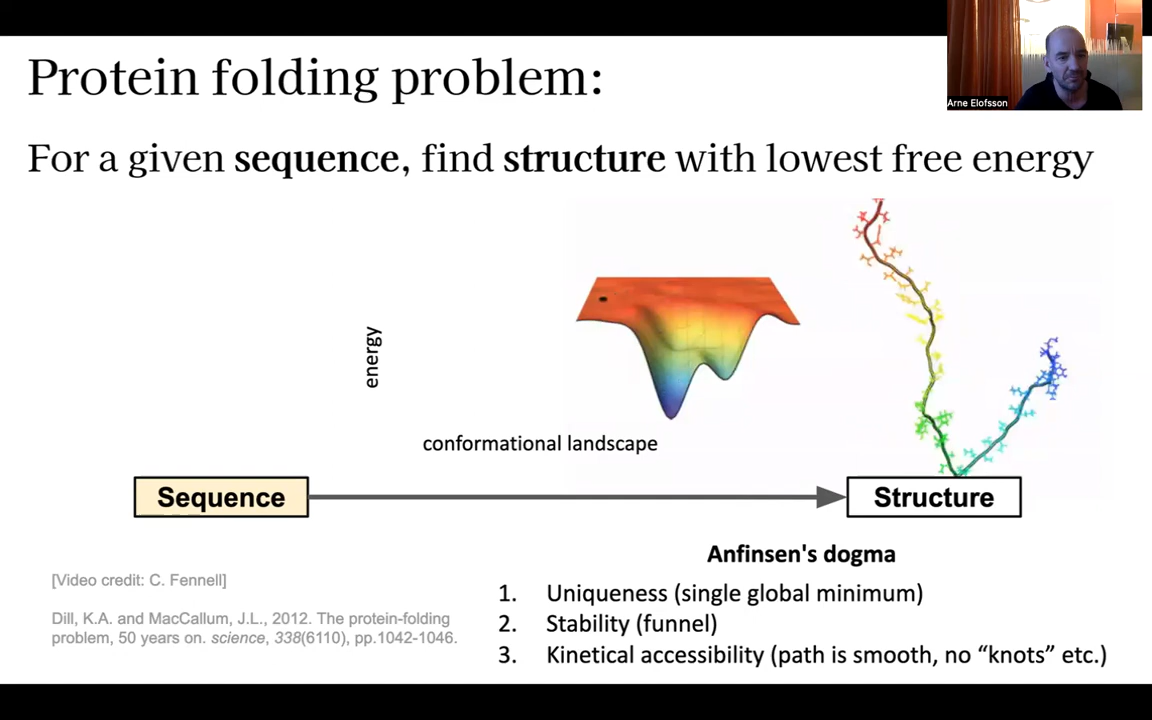 Arne Elofsson
Protein folding problem:
For a given sequence, find structure with lowest free energy
energy
conformational landscape
Sequence
Structure
Anfinsen's dogma
1. Uniqueness (single global minimum)
2. Stability (funnel)
3. Kinetical accessibility (path is smooth, no “knots” etc.)
[Video credit: C. Fennell]
Dill, K.A. and MacCallum, J.L., 2012. The protein-folding
problem, 50 years on. science, 338(6110), pp.1042-1046.